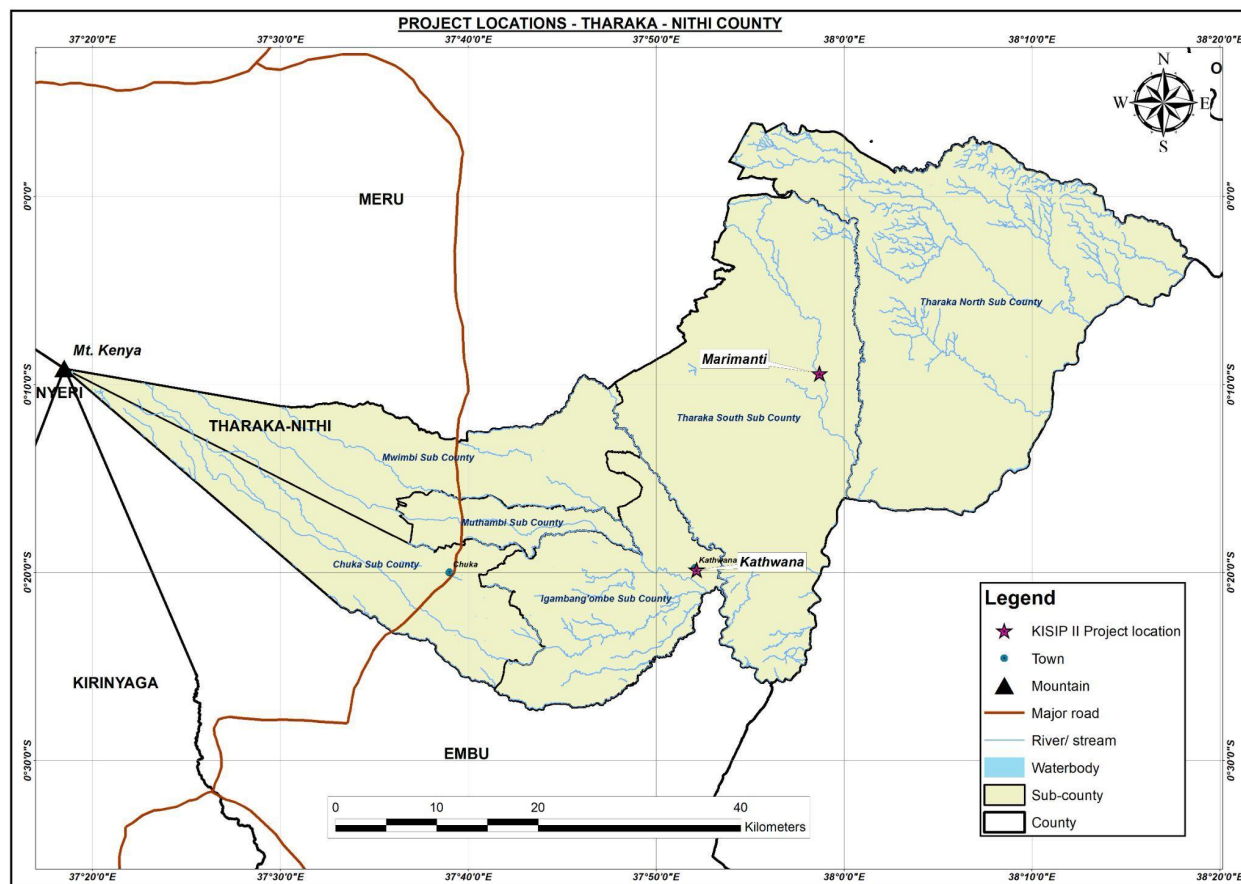 PROJECT LOCATIONS - THARAKA - NITHI COUNTY
37°20'0"E 37°30'0"E 37°40'0"E 37°50'0"E 38°0'0"E 38°10'0"E 38°20'0"E
N
W E
S
O
MERU
0°0'0" 0°0'0"
Tharaka North Sub County
Mt. Kenya
Marimanti
NYERI
0°10'0"S 0°10'0"S
THARAKA-NITHI
Tharaka South Sub County
Mwimbi Sub County
Muthambi Sub County
Chuka Sub County
Chuka
Kathwana
Kathwana
0°20'0"S 0°20'0"S
Igambang'ombe Sub County
KIRINYAGA
EMBU
0°30'0"S 0°30'0"S
Legend
KISIP II Project location
Town
Mountain
Major road
River/ stream
Waterbody
Sub-county
County
0 10 20 40
Kilometers
37°20'0"E 37°30'0"E 37°40'0"E 37°50'0"E 38°0'0"E 38°10'0"E 38°20'0"E